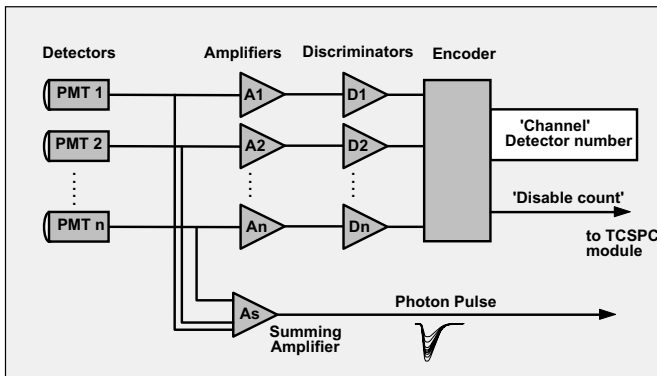 Detectors Amplifiers Discriminators Encoder
PMT 1 A1 D1
'Channel'
Detector number
PMT 2 A2 D2
'Disable count'
PMT n An Dn
to TCSPC
module
Photon Pulse
As
Summing
Amplifier